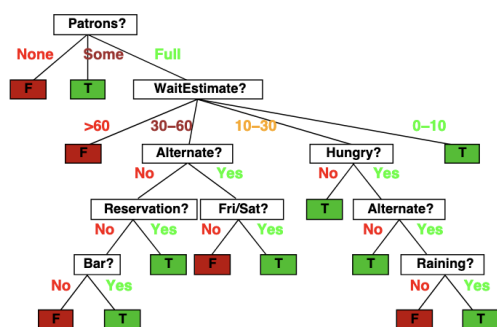 Patrons?
None Some Full
F T WaitEstimate?
>60 30–60 10–30 0–10
F Alternate? Hungry? T
No Yes No Yes
Reservation? Fri/Sat? T Alternate?
No Yes No Yes No Yes
Bar? T F T T Raining?
No Yes No Yes
F T F T